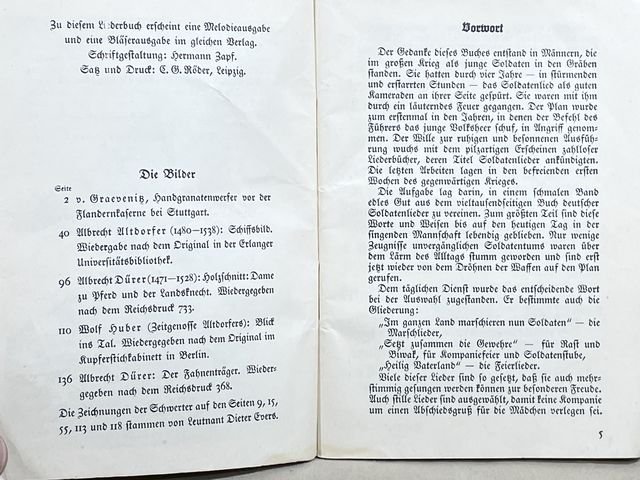 Zu diesem Liederbuch erscheint eine Melodieausgabe
und eine Bläserausgabe im gleichen Verlag.
Schriftgestaltung: Hermann Zapf.
Satz und Druck: C. G. Röder, Leipzig.
Die Bilder
Seite
2 v. Graevenitz, Handgranatenwerfer vor der
Flandernkaserne bei Stuttgart.
40 Albrecht Altdorfer (1480–1538): Schiffsbild.
Wiedergabe nach dem Original in der Erlanger
Universitätsbibliothek.
96 Albrecht Dürer (1471–1528): Holzschnitt: Dame
zu Pferd und der Landsknecht. Wiedergegeben
nach dem Reichsdruck 733.
110 Wolf Huber (Zeitgenosse Altdorfers): Blick
ins Tal. Wiedergegeben nach dem Original im
Kupferstichkabinett in Berlin.
136 Albrecht Dürer: Der Fahnenträger. Wieder-
gegeben nach dem Reichsdruck 368.
Die Zeichnungen der Schwerter auf den Seiten 9, 15,
55, 113 und 118 stammen von Leutnant Dieter Evers.
Vorwort
Der Gedanke dieses Buches entstand in Männern, die
im großen Krieg als junge Soldaten in den Gräben
standen. Sie hatten durch vier Jahre — in stürmenden
und erstarrten Stunden — das Soldatenlied als guten
Kameraden an ihrer Seite gespürt. Sie waren mit ihm
durch ein läuterndes Feuer gegangen. Der Plan wurde
zum erstenmal in den Jahren, in denen der Befehl des
Führers das junge Volksheer schuf, in Angriff genom-
men. Der Wille zur ruhigen und besonnenen Ausfüh-
rung wuchs mit dem pilzartigen Erscheinen zahlloser
Liederbücher, deren Titel Soldatenlieder ankündigten.
Die letzten Arbeiten lagen in den befreienden ersten
Wochen des gegenwärtigen Krieges.
Die Aufgabe lag darin, in einem schmalen Band
edles Gut aus dem vieltausendseitigen Buch deutscher
Soldatenlieder zu vereinen. Zum größten Teil sind diese
Worte und Weisen bis auf den heutigen Tag in der
singenden Mannschaft lebendig geblieben. Nur wenige
Zeugnisse unvergänglichen Soldatentums waren über
dem Lärm des Alltags stumm geworden und sind erst
jetzt wieder von dem Dröhnen der Waffen auf den Plan
gerufen.
Dem täglichen Dienst wurde das entscheidende Wort
bei der Auswahl zugestanden. Er bestimmte auch die
Gliederung:
„Im ganzen Land marschieren nun Soldaten“ — die
Marschlieder,
„Setzt zusammen die Gewehre“ — für Rast und
Biwak, für Kompaniefeier und Soldatenstube,
„Heilig Vaterland“ — die Feierlieder.
Viele dieser Lieder sind so gesetzt, daß sie auch mehr-
stimmig gesungen werden können zur besonderen Freude.
Auch stille Lieder sind ausgewählt, damit keine Kompanie
um einen Abschiedsgruß für die Mädchen verlegen sei.
5